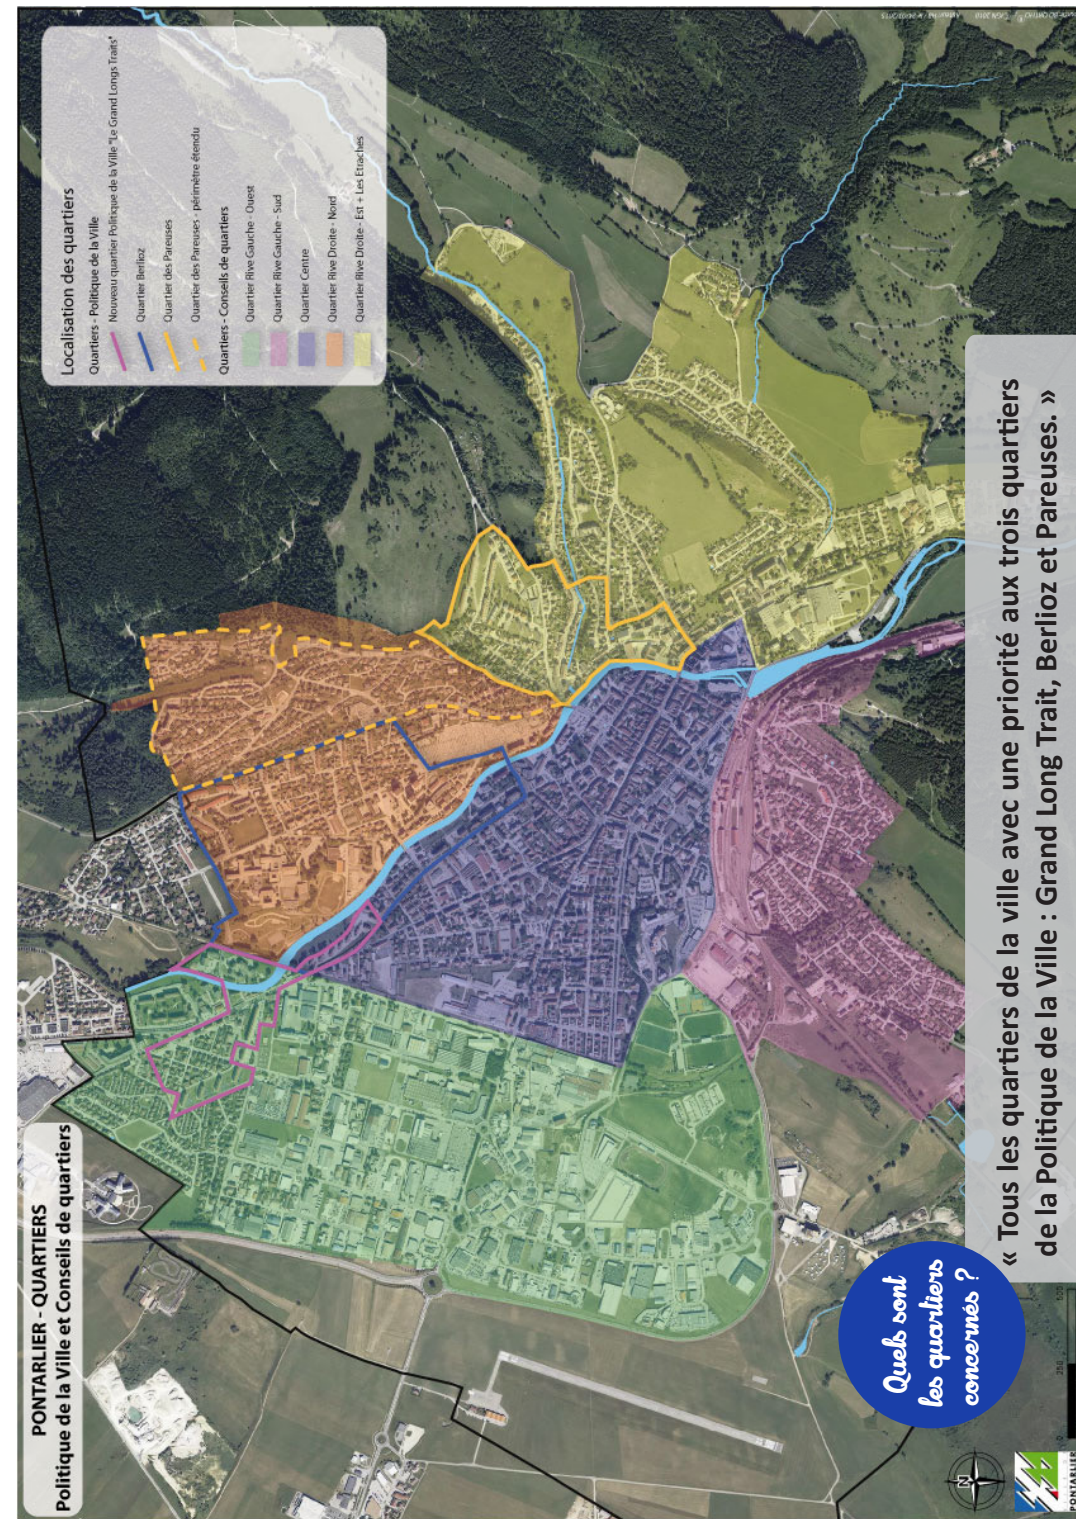 PONTARLIER - QUARTIERS
Politique de la Ville et Conseils de quartiers
Localisation des quartiers
Quartiers - Politique de la Ville
Nouveau quartier Politique de la Ville "Le Grand Longs Traits"
Quartier Berlioz
Quartier des Pareuses
Quartier des Pareuses - périmètre étendu
Quartiers - Conseils de quartiers
Quartier Rive Gauche - Ouest
Quartier Rive Gauche - Sud
Quartier Centre
Quartier Rive Droite - Nord
Quartier Rive Droite - Est + Les Etraches
Quels sont
les quartiers
concernés ?
« Tous les quartiers de la ville avec une priorité aux trois quartiers
de la Politique de la Ville : Grand Long Trait, Berlioz et Pareuses. »
N
PONTARLIER
0 250 500